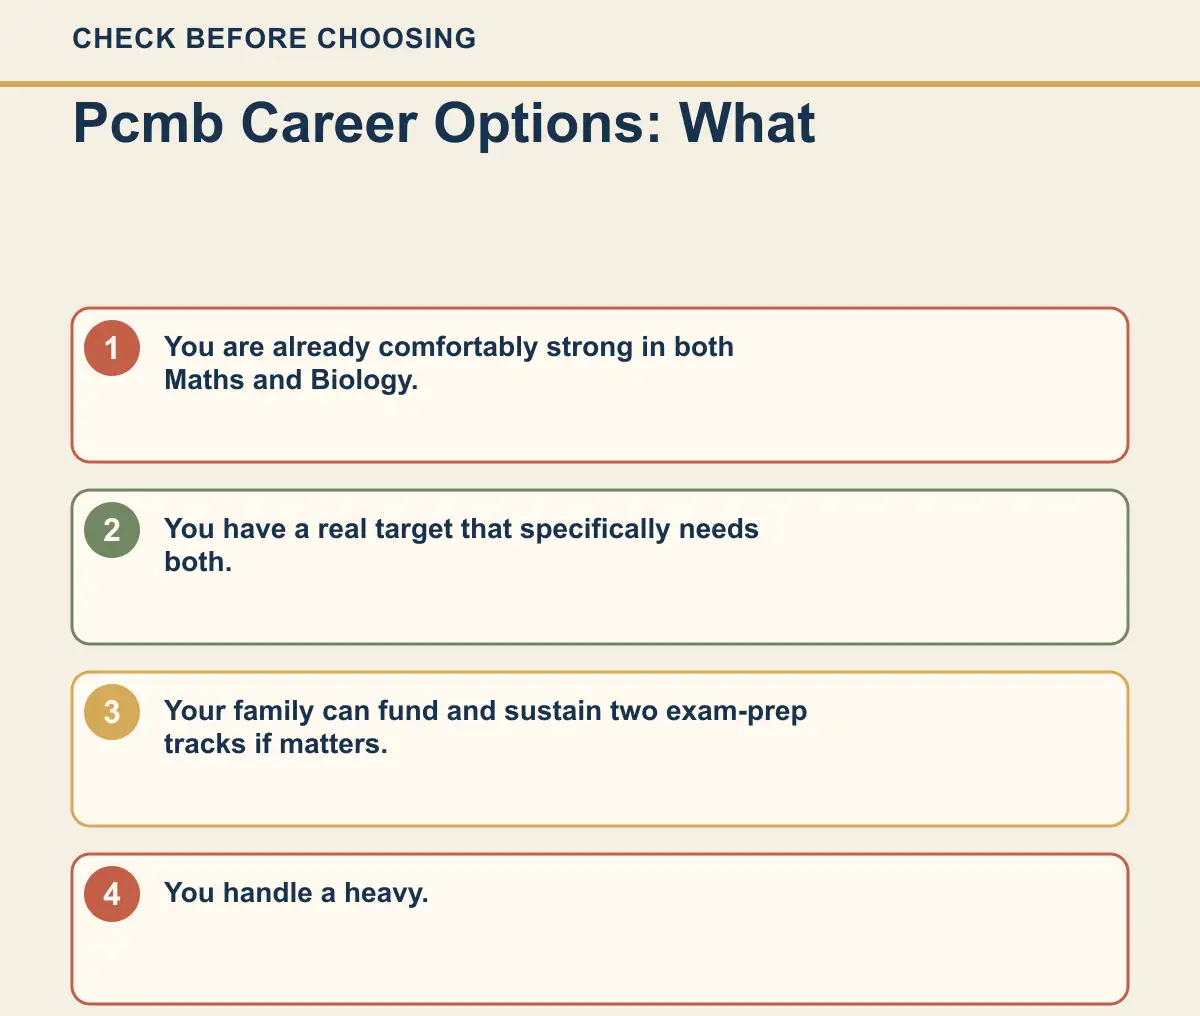 CHECK BEFORE CHOOSING
Pcmb Career Options: What
1
You are already comfortably strong in both
Maths and Biology.
2
You have a real target that specifically needs
both.
3
Your family can fund and sustain two exam-prep
tracks if matters.
4
You handle a heavy.